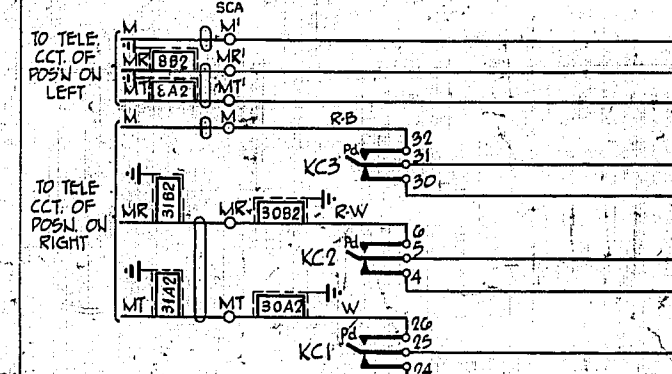 SCA
M M'
TO TELE.
CCT. OF
POS'N ON
LEFT
MR 8B2 MR'
MT 8A2 MT'
M M R-B
32
Pd 31
KC3
30
TO TELE
CCT. OF
POSN. ON
RIGHT
31B2
MR MR 30B2 R-W
6
Pd 5
KC2
4
31A2
MT MT 30A2 W
26
Pd 25
KC1
24